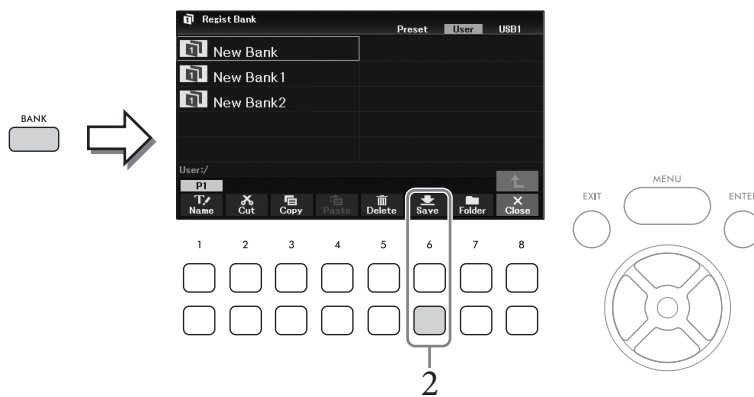 Regist Bank
Preset User USB1
New Bank
New Bank1
New Bank2
BANK
User:/
P1
Name Cut Copy Paste Delete Save Folder Close
EXIT MENU ENTER
1 2 3 4 5 6 7 8
2